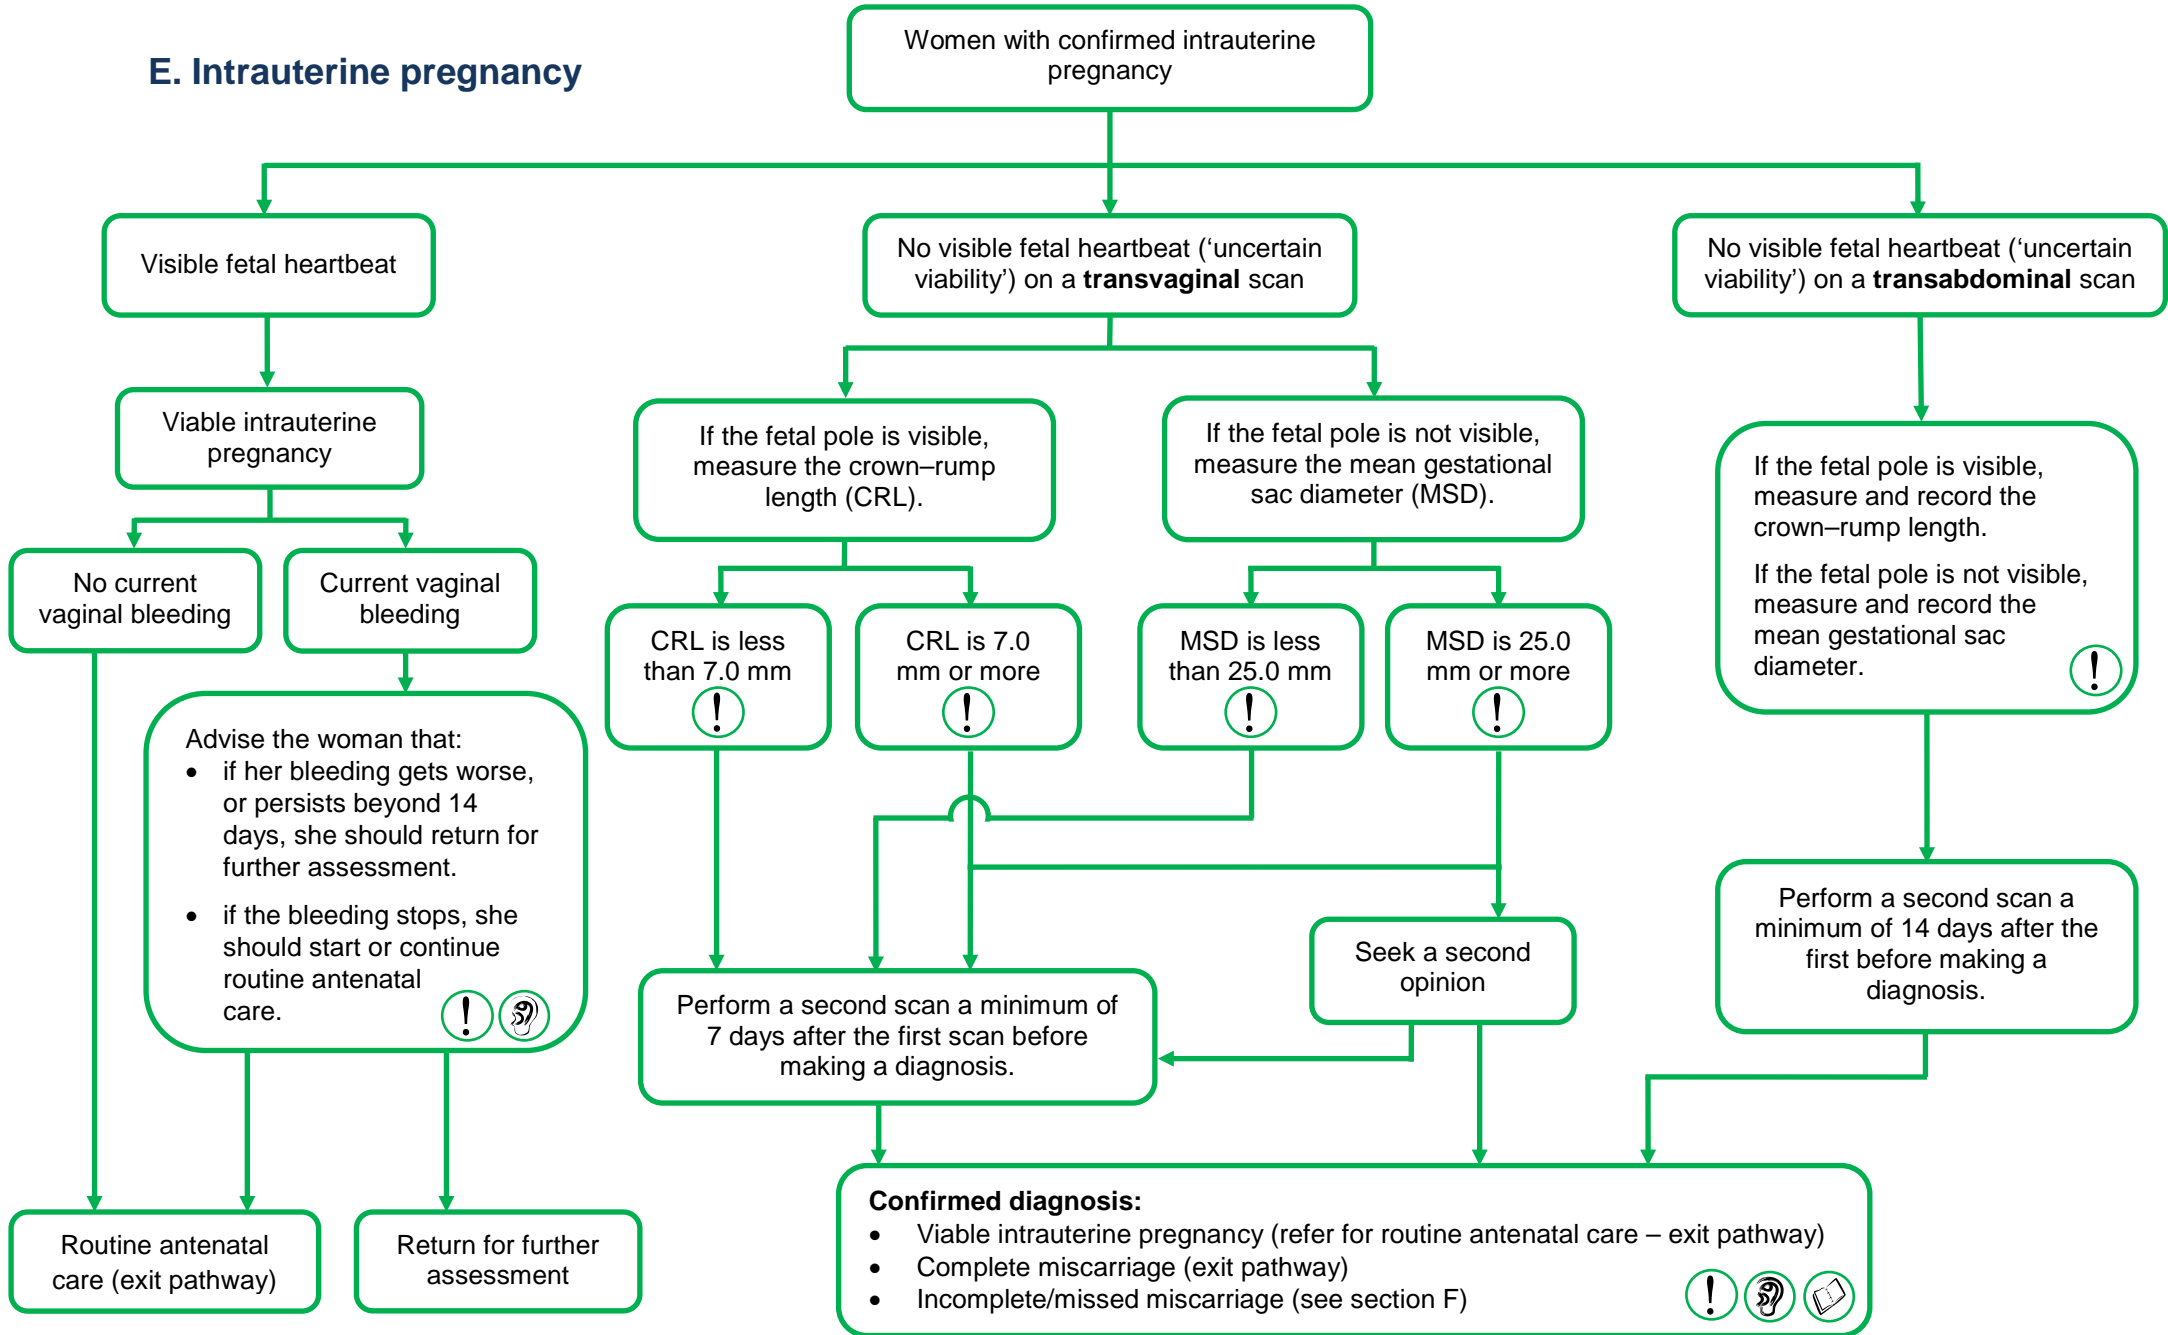 E. Intrauterine pregnancy
Women with confirmed intrauterine
pregnancy
Visible fetal heartbeat
No visible fetal heartbeat (‘uncertain
viability’) on a transvaginal scan
No visible fetal heartbeat (‘uncertain
viability’) on a transabdominal scan
Viable intrauterine
pregnancy
If the fetal pole is visible,
measure the crown–rump
length (CRL).
If the fetal pole is not visible,
measure the mean gestational
sac diameter (MSD).
If the fetal pole is visible,
measure and record the
crown–rump length.
If the fetal pole is not visible,
measure and record the
mean gestational sac
diameter.
!
No current
vaginal bleeding
Current vaginal
bleeding
CRL is less
than 7.0 mm
!
CRL is 7.0
mm or more
!
MSD is less
than 25.0 mm
!
MSD is 25.0
mm or more
!
Advise the woman that:
• if her bleeding gets worse,
or persists beyond 14
days, she should return for
further assessment.
• if the bleeding stops, she
should start or continue
routine antenatal
care.
!
Perform a second scan a minimum of
7 days after the first scan before
making a diagnosis.
Seek a second
opinion
Perform a second scan a
minimum of 14 days after the
first before making a
diagnosis.
Routine antenatal
care (exit pathway)
Return for further
assessment
Confirmed diagnosis:
• Viable intrauterine pregnancy (refer for routine antenatal care – exit pathway)
• Complete miscarriage (exit pathway)
• Incomplete/missed miscarriage (see section F)
!